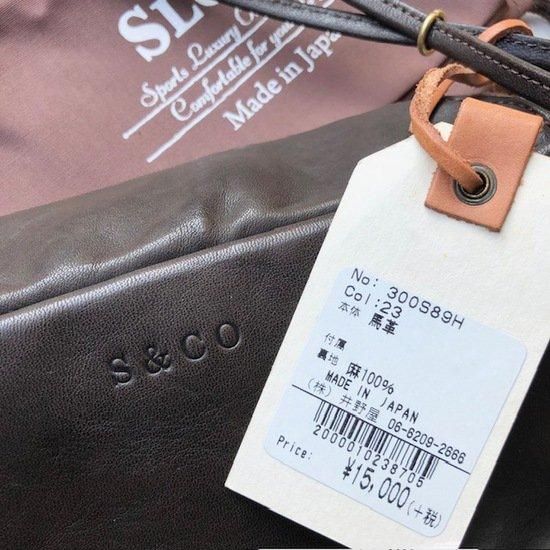 Sports Luxury
Comfortable for you
Made in Japa
S & CO
No: 300S89H
Col:23
本体 馬革
付属
裏地 麻100%
MADE IN JAPAN
(株) 井野屋 06-6209-2666
2000010238705
Price: ¥15,000(+税)